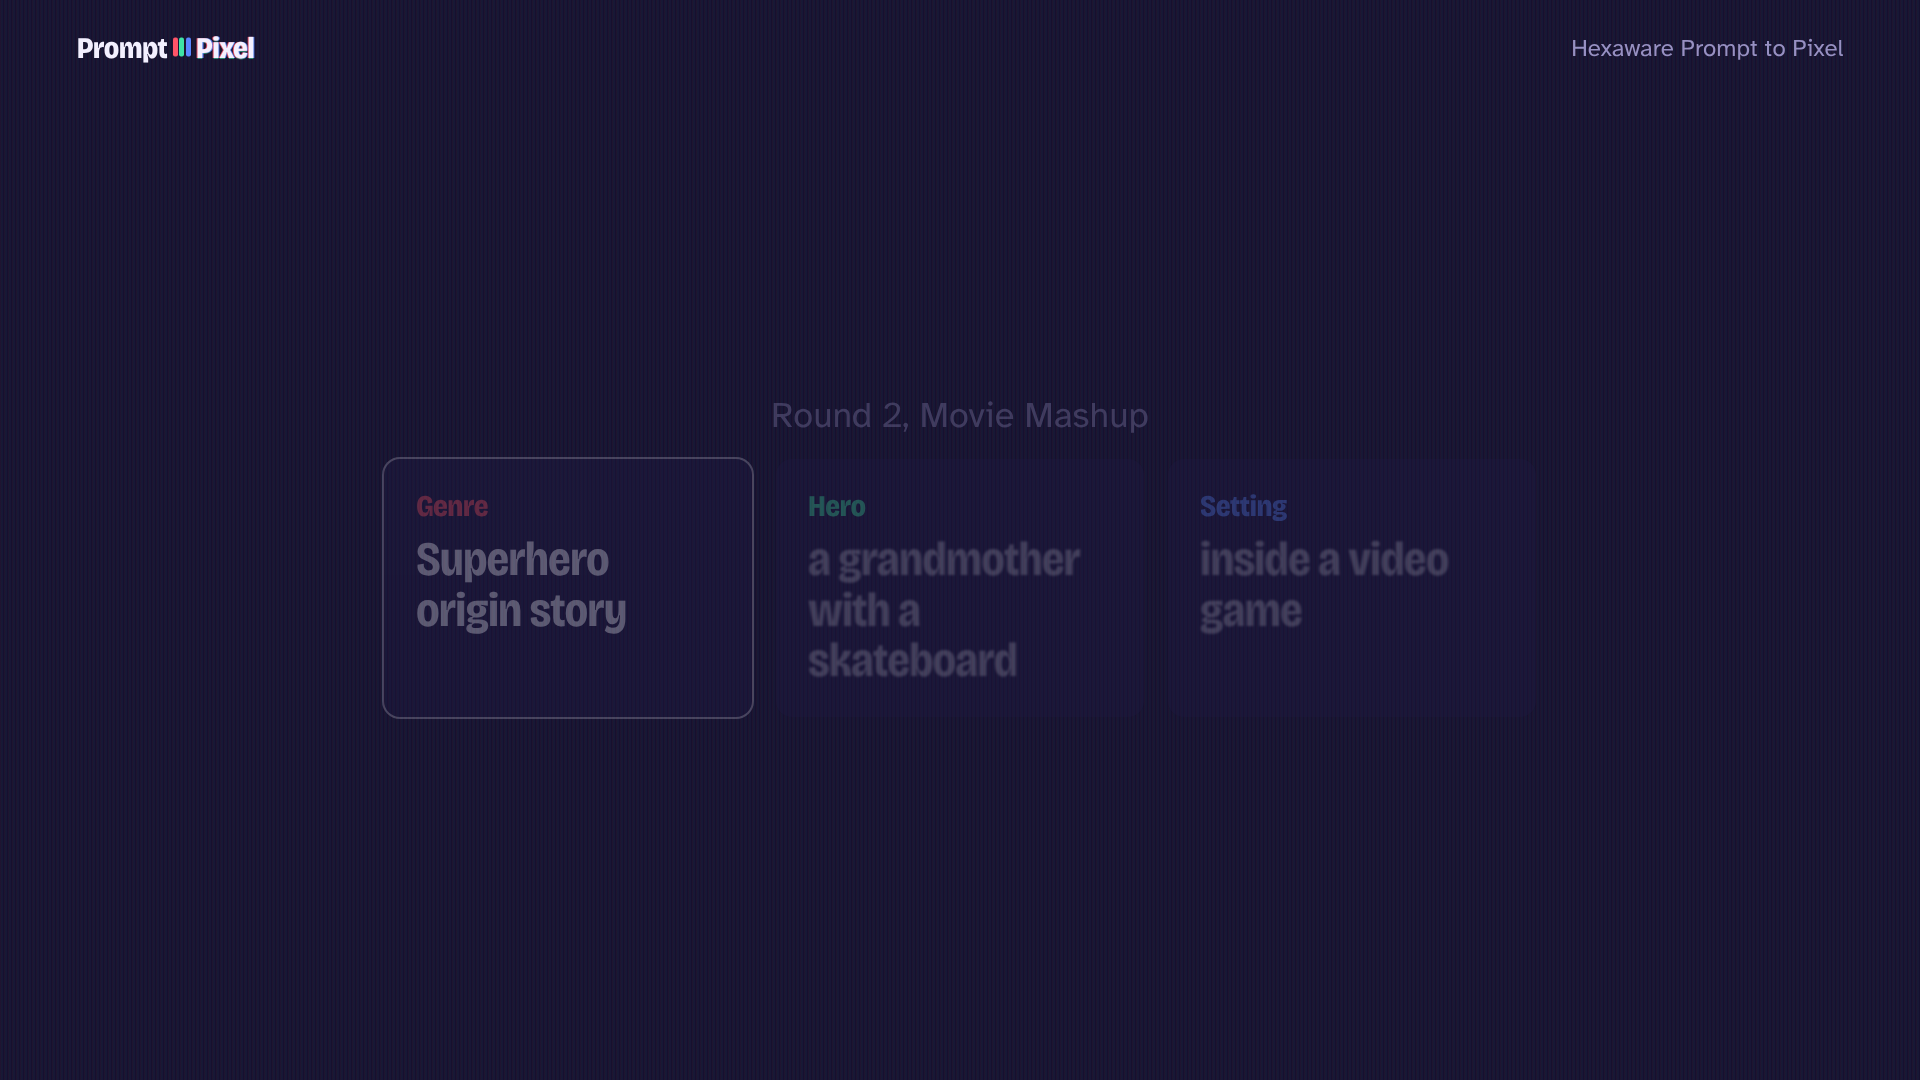 Prompt Pixel
Hexaware Prompt to Pixel
Round 2, Movie Mashup
Genre
Superhero
origin story
Hero
a grandmother
with a
skateboard
Setting
inside a video
game